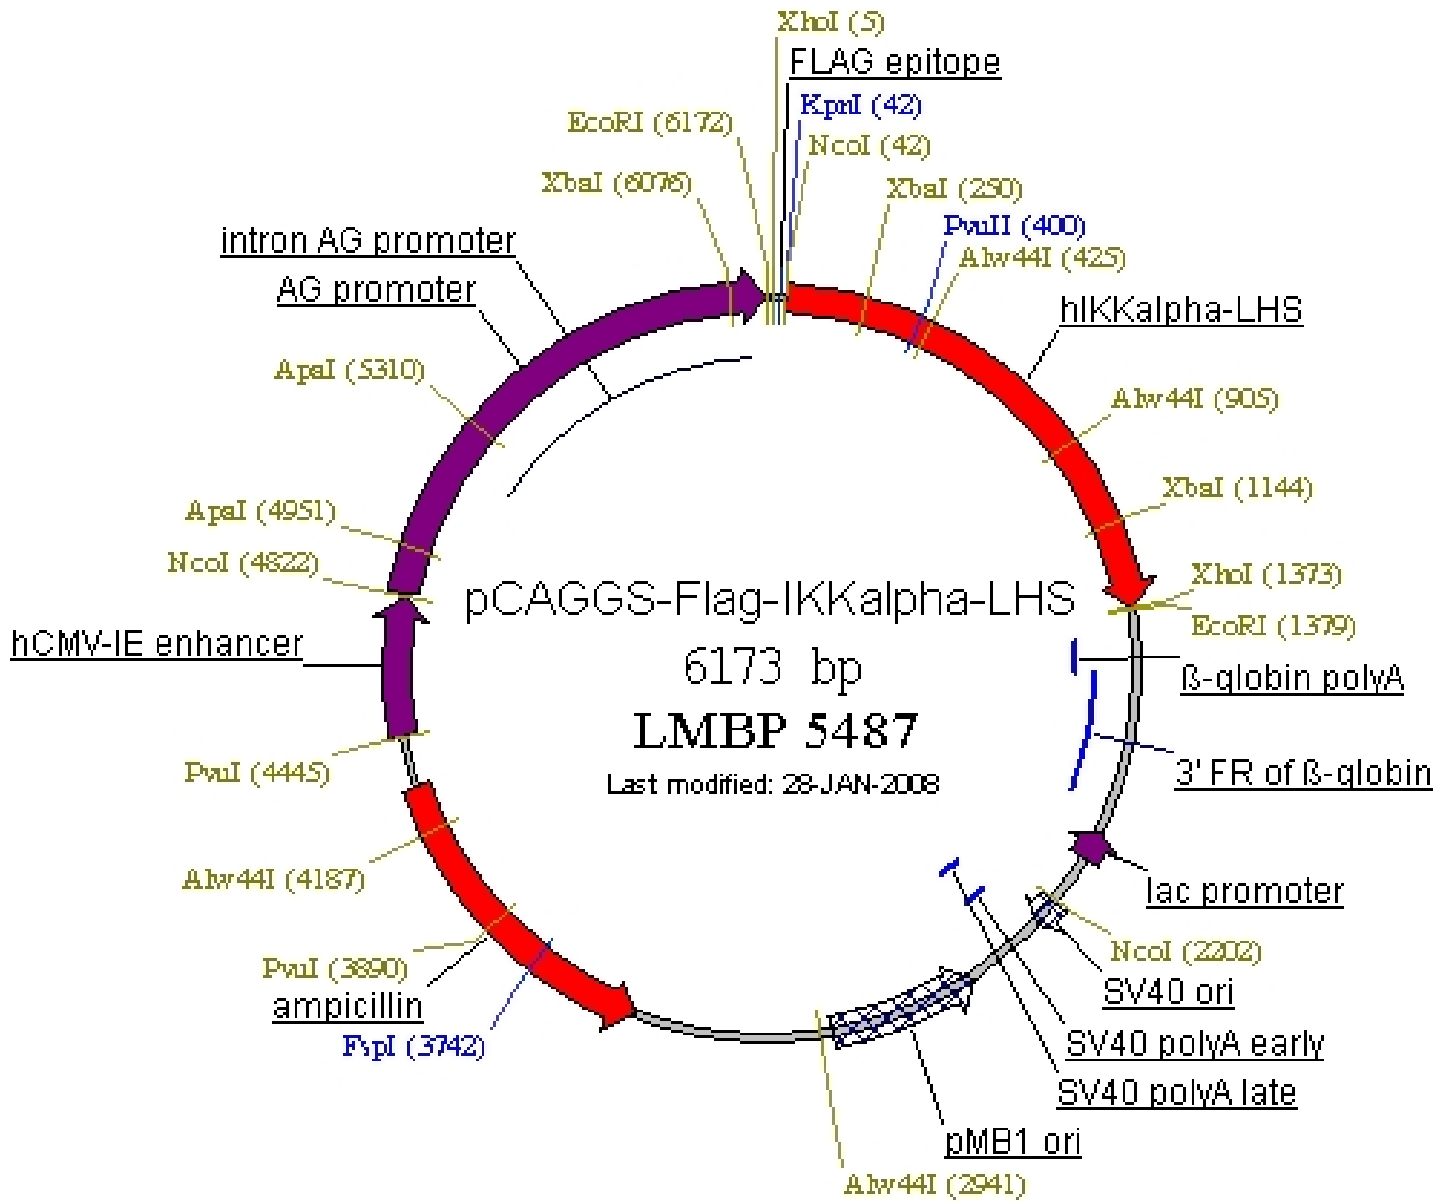 XhoI (5)
FLAG epitope
KpnI (42)
EcoRI (6172)
NcoI (42)
XbaI (6076)
XbaI (250)
PvuII (400)
intron AG promoter
Alw44I (425)
AG promoter
hIKKalpha-LHS
ApaI (5310)
Alw44I (905)
XbaI (1144)
ApaI (4951)
NcoI (4822)
XhoI (1373)
pCAGGS-Flag-IKKalpha-LHS
EcoRI (1379)
hCMV-IE enhancer
6173 bp
ß-globin polyA
LMBP 5487
PvuI (4445)
3' FR of ß-globin
Last modified: 28-JAN-2008
Alw44I (4187)
lac promoter
NcoI (2202)
PvuI (3890)
SV40 ori
ampicillin
FspI (3742)
SV40 polyA early
SV40 polyA late
pMB1 ori
Alw44I (2941)